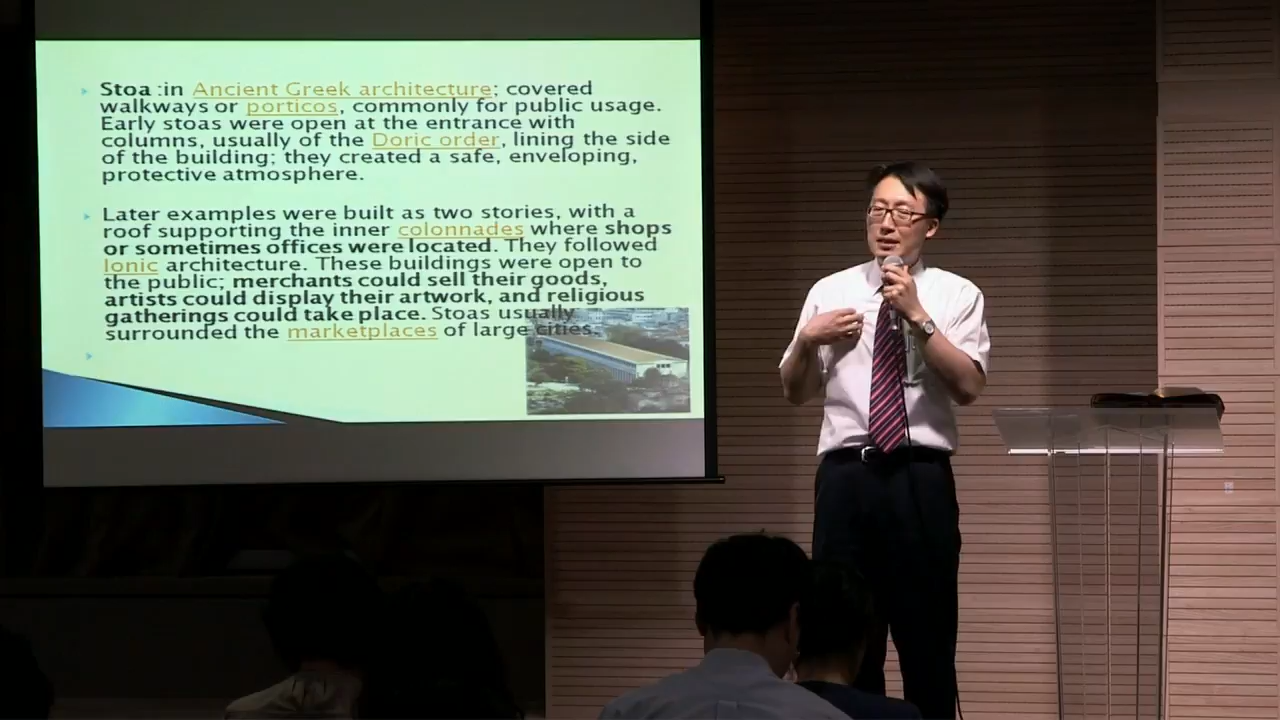 Stoa :in Ancient Greek architecture; covered
walkways or porticos, commonly for public usage.
Early stoas were open at the entrance with
columns, usually of the Doric order, lining the side
of the building; they created a safe, enveloping,
protective atmosphere.
Later examples were built as two stories, with a
roof supporting the inner colonnades where shops
or sometimes offices were located. They followed
Ionic architecture. These buildings were open to
the public; merchants could sell their goods,
artists could display their artwork, and religious
gatherings could take place. Stoas usually
surrounded the marketplaces of large cities.